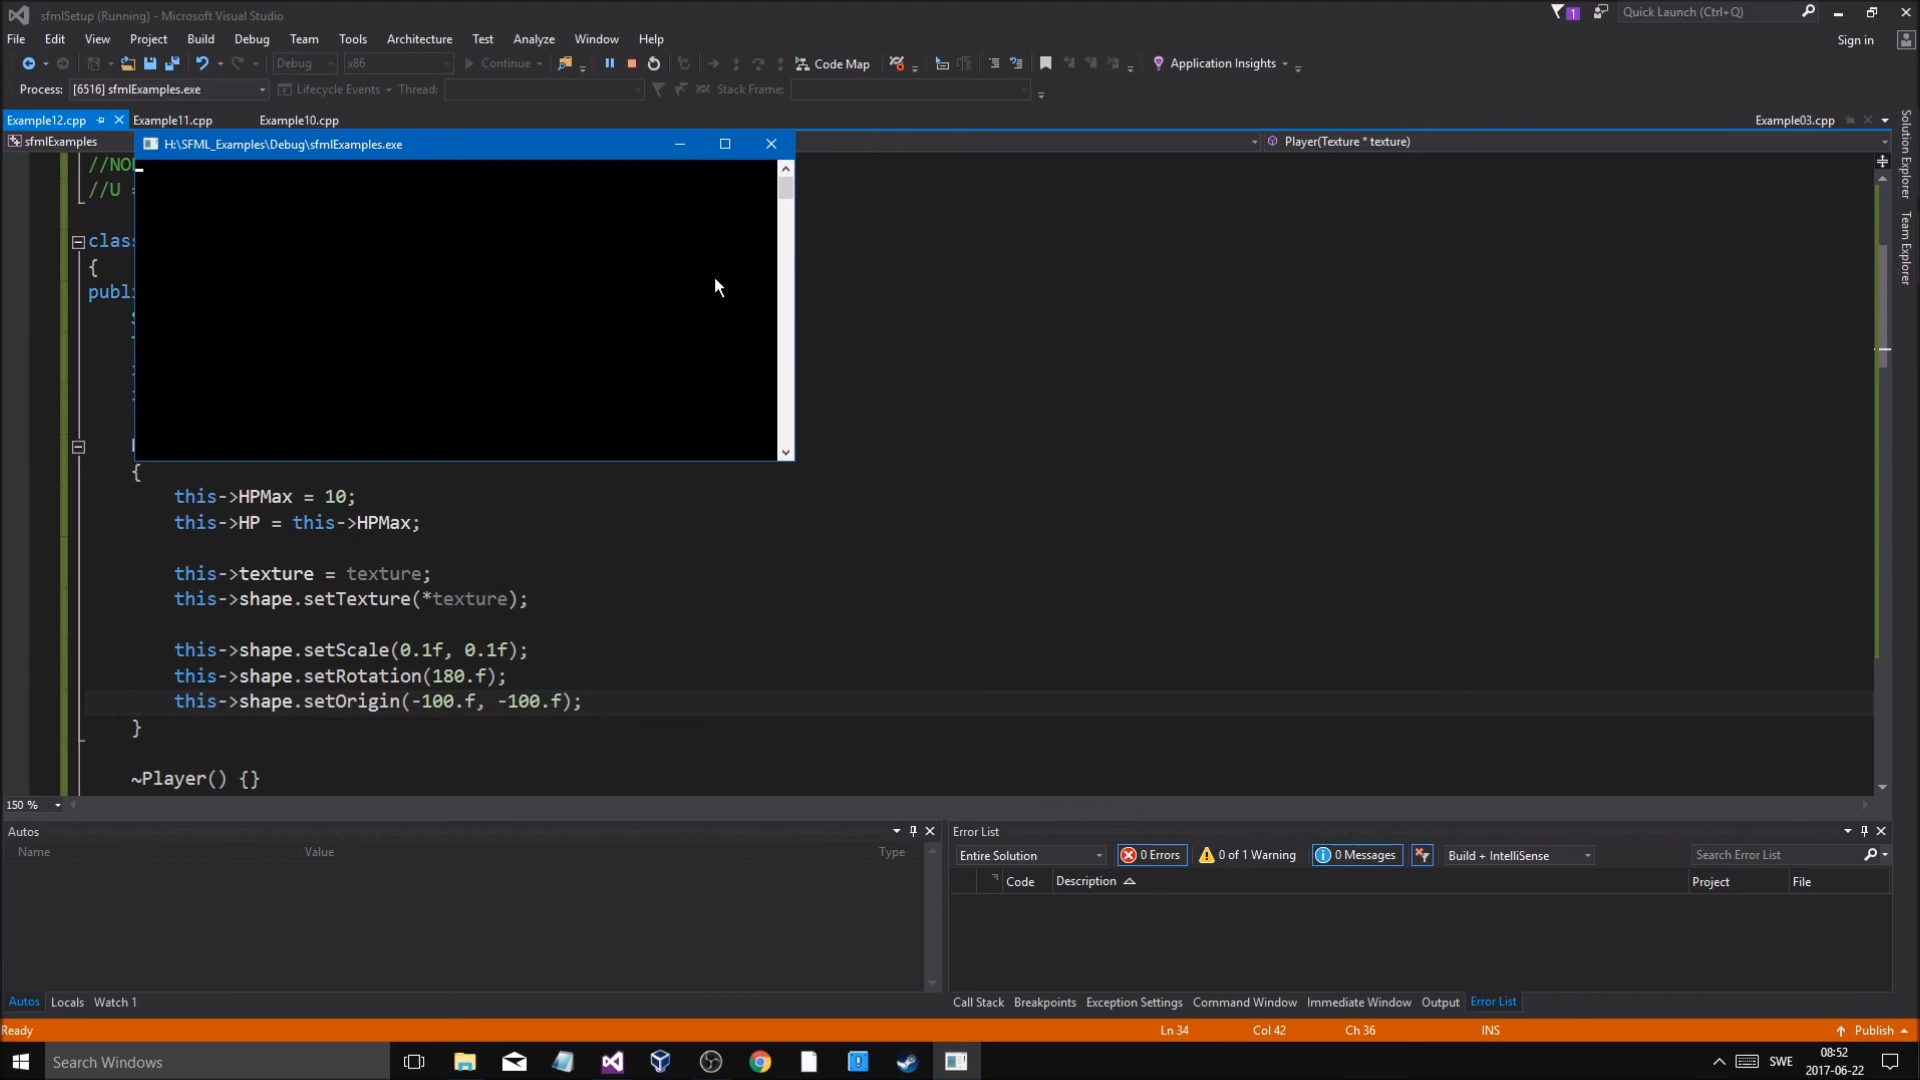 sfmlSetup (Running) - Microsoft Visual Studio
1
Quick Launch (Ctrl+Q)
File Edit View Project Build Debug Team Tools Architecture Test Analyze Window Help
Sign in
Debug x86 Continue Code Map Application Insights
Process: [6516] sfmlExamples.exe Lifecycle Events Thread: Stack Frame:
Example12.cpp Example11.cpp Example10.cpp Example03.cpp
sfmlExamples
H:\SFML_Examples\Debug\sfmlExamples.exe
Player(Texture * texture)
//U =
{
{
this->HPMax = 10;
this->HP = this->HPMax;
this->texture = texture;
this->shape.setTexture(*texture);
this->shape.setScale(0.1f, 0.1f);
this->shape.setRotation(180.f);
this->shape.setOrigin(-100.f, -100.f);
}
~Player() {}
Solution Explorer
Team Explorer
150 %
Autos
Name Value Type
Autos Locals Watch 1
Error List
Entire Solution 0 Errors 0 of 1 Warning 0 Messages Build + IntelliSense Search Error List
Code Description Project File
Call Stack Breakpoints Exception Settings Command Window Immediate Window Output Error List
Ready Ln 34 Col 42 Ch 36 INS Publish
Search Windows
SWE
08:52
2017-06-22